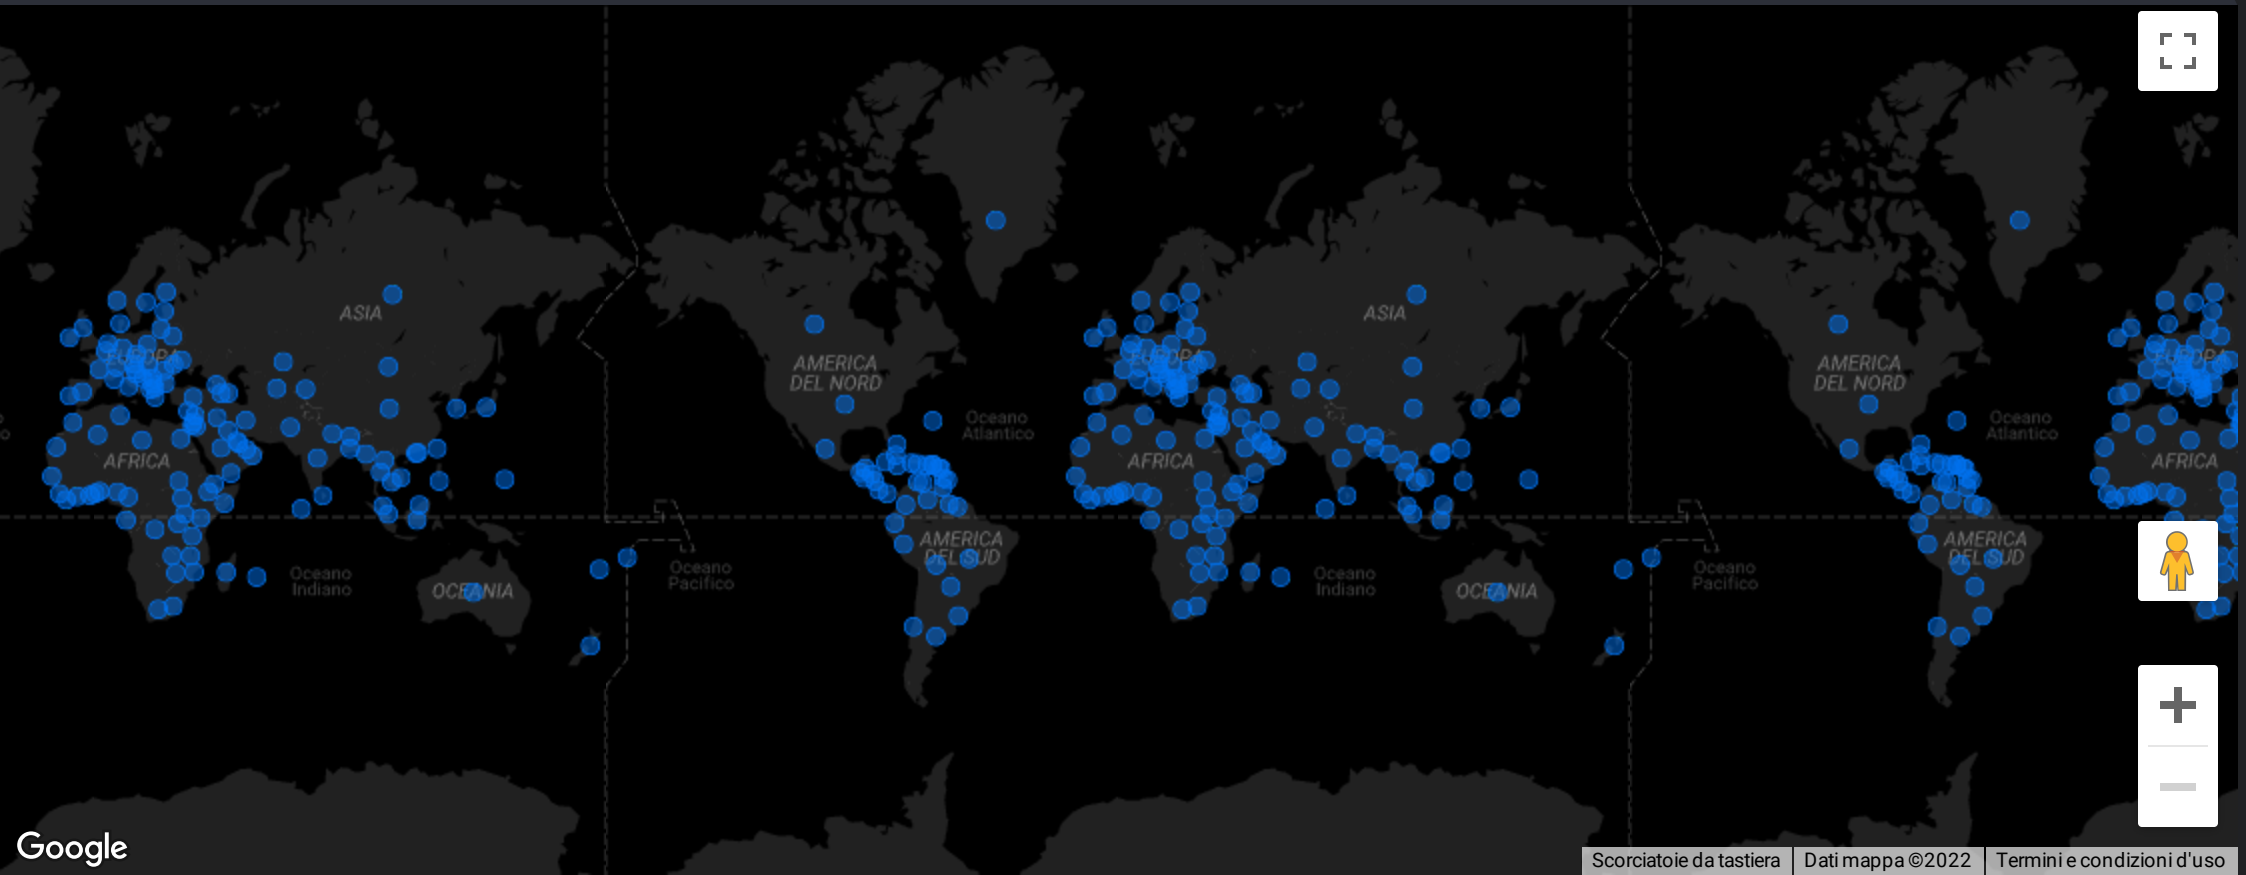 ASIA
EUROPA
AMERICA
DEL NORD
Oceano
Atlantico
AFRICA
AMERICA
DEL SUD
Oceano
Indiano
OCEANIA
Oceano
Pacifico
ASIA
EUROPA
AMERICA
DEL NORD
Oceano
Atlantico
AFRICA
AFRICA
AMERICA
DEL SUD
Oceano
Indiano
OCEANIA
Oceano
Pacifico
EUROPA
Google
Scorciatoie da tastiera
Dati mappa ©2022
Termini e condizioni d'uso